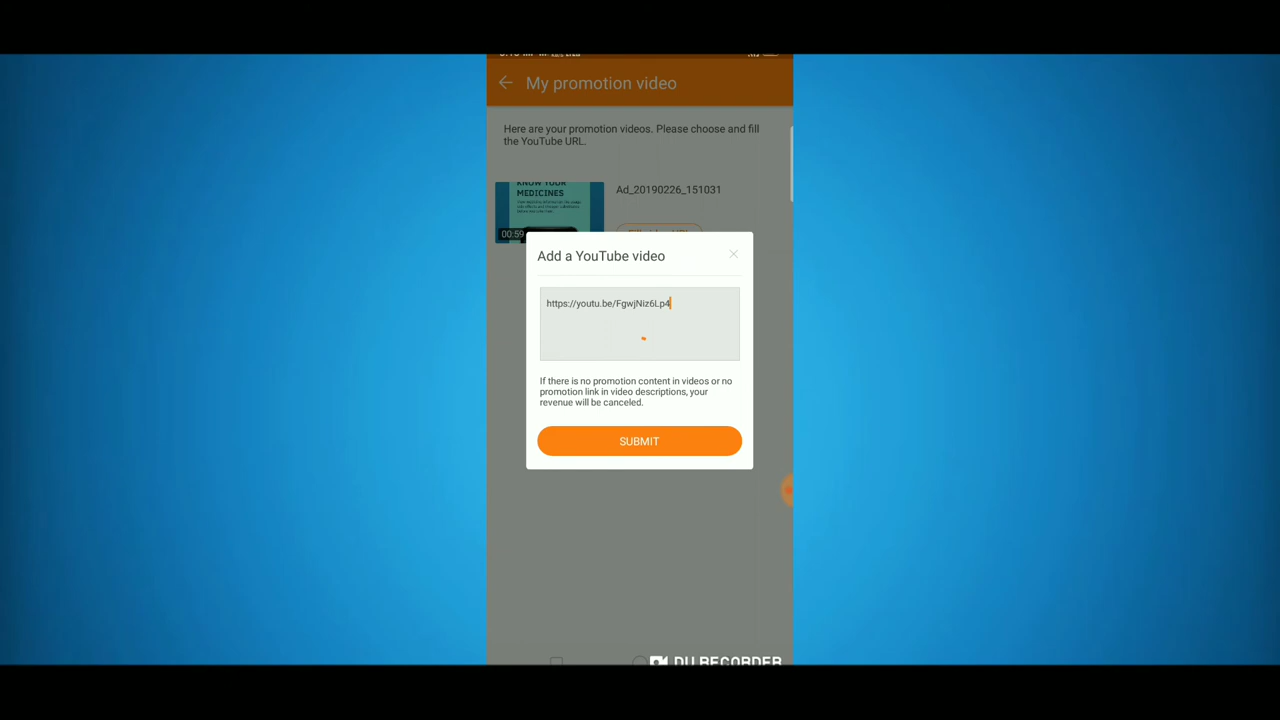 My promotion video
Here are your promotion videos. Please choose and fill
the YouTube URL.
KNOW YOUR
MEDICINES
00:59
Ad_20190226_151031
Add a YouTube video
https://youtu.be/FgwjNiz6Lp4
If there is no promotion content in videos or no
promotion link in video descriptions, your
revenue will be canceled.
SUBMIT
DU RECORDER